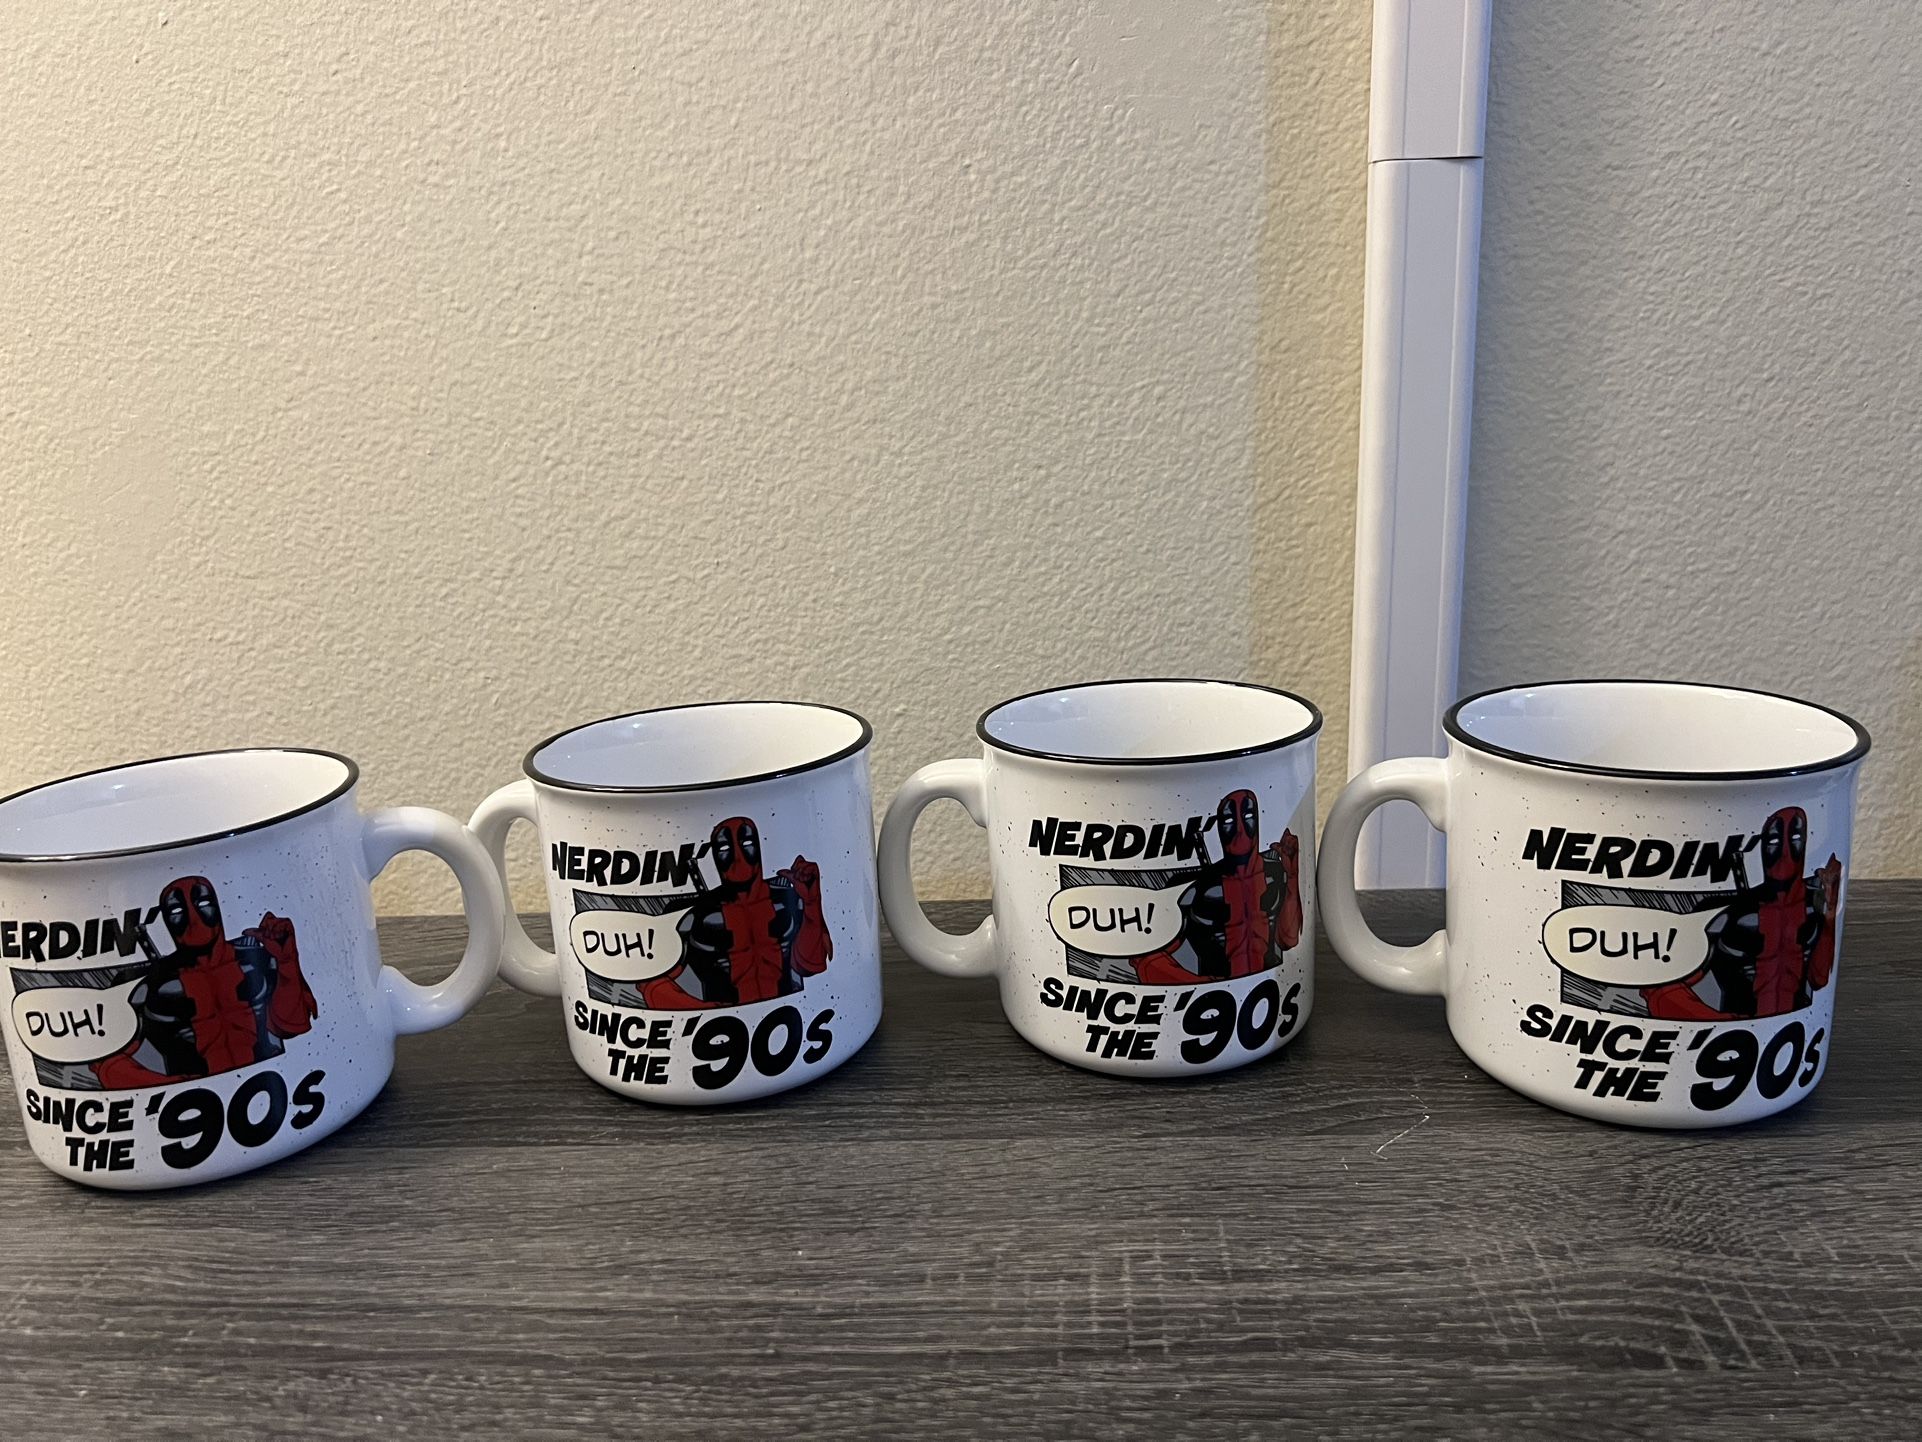 ERDIN'
DUH!
SINCE '90s
THE
NERDIN'
DUH!
SINCE '90s
THE
NERDIN'
DUH!
SINCE '90s
THE
NERDIN'
DUH!
SINCE '90s
THE